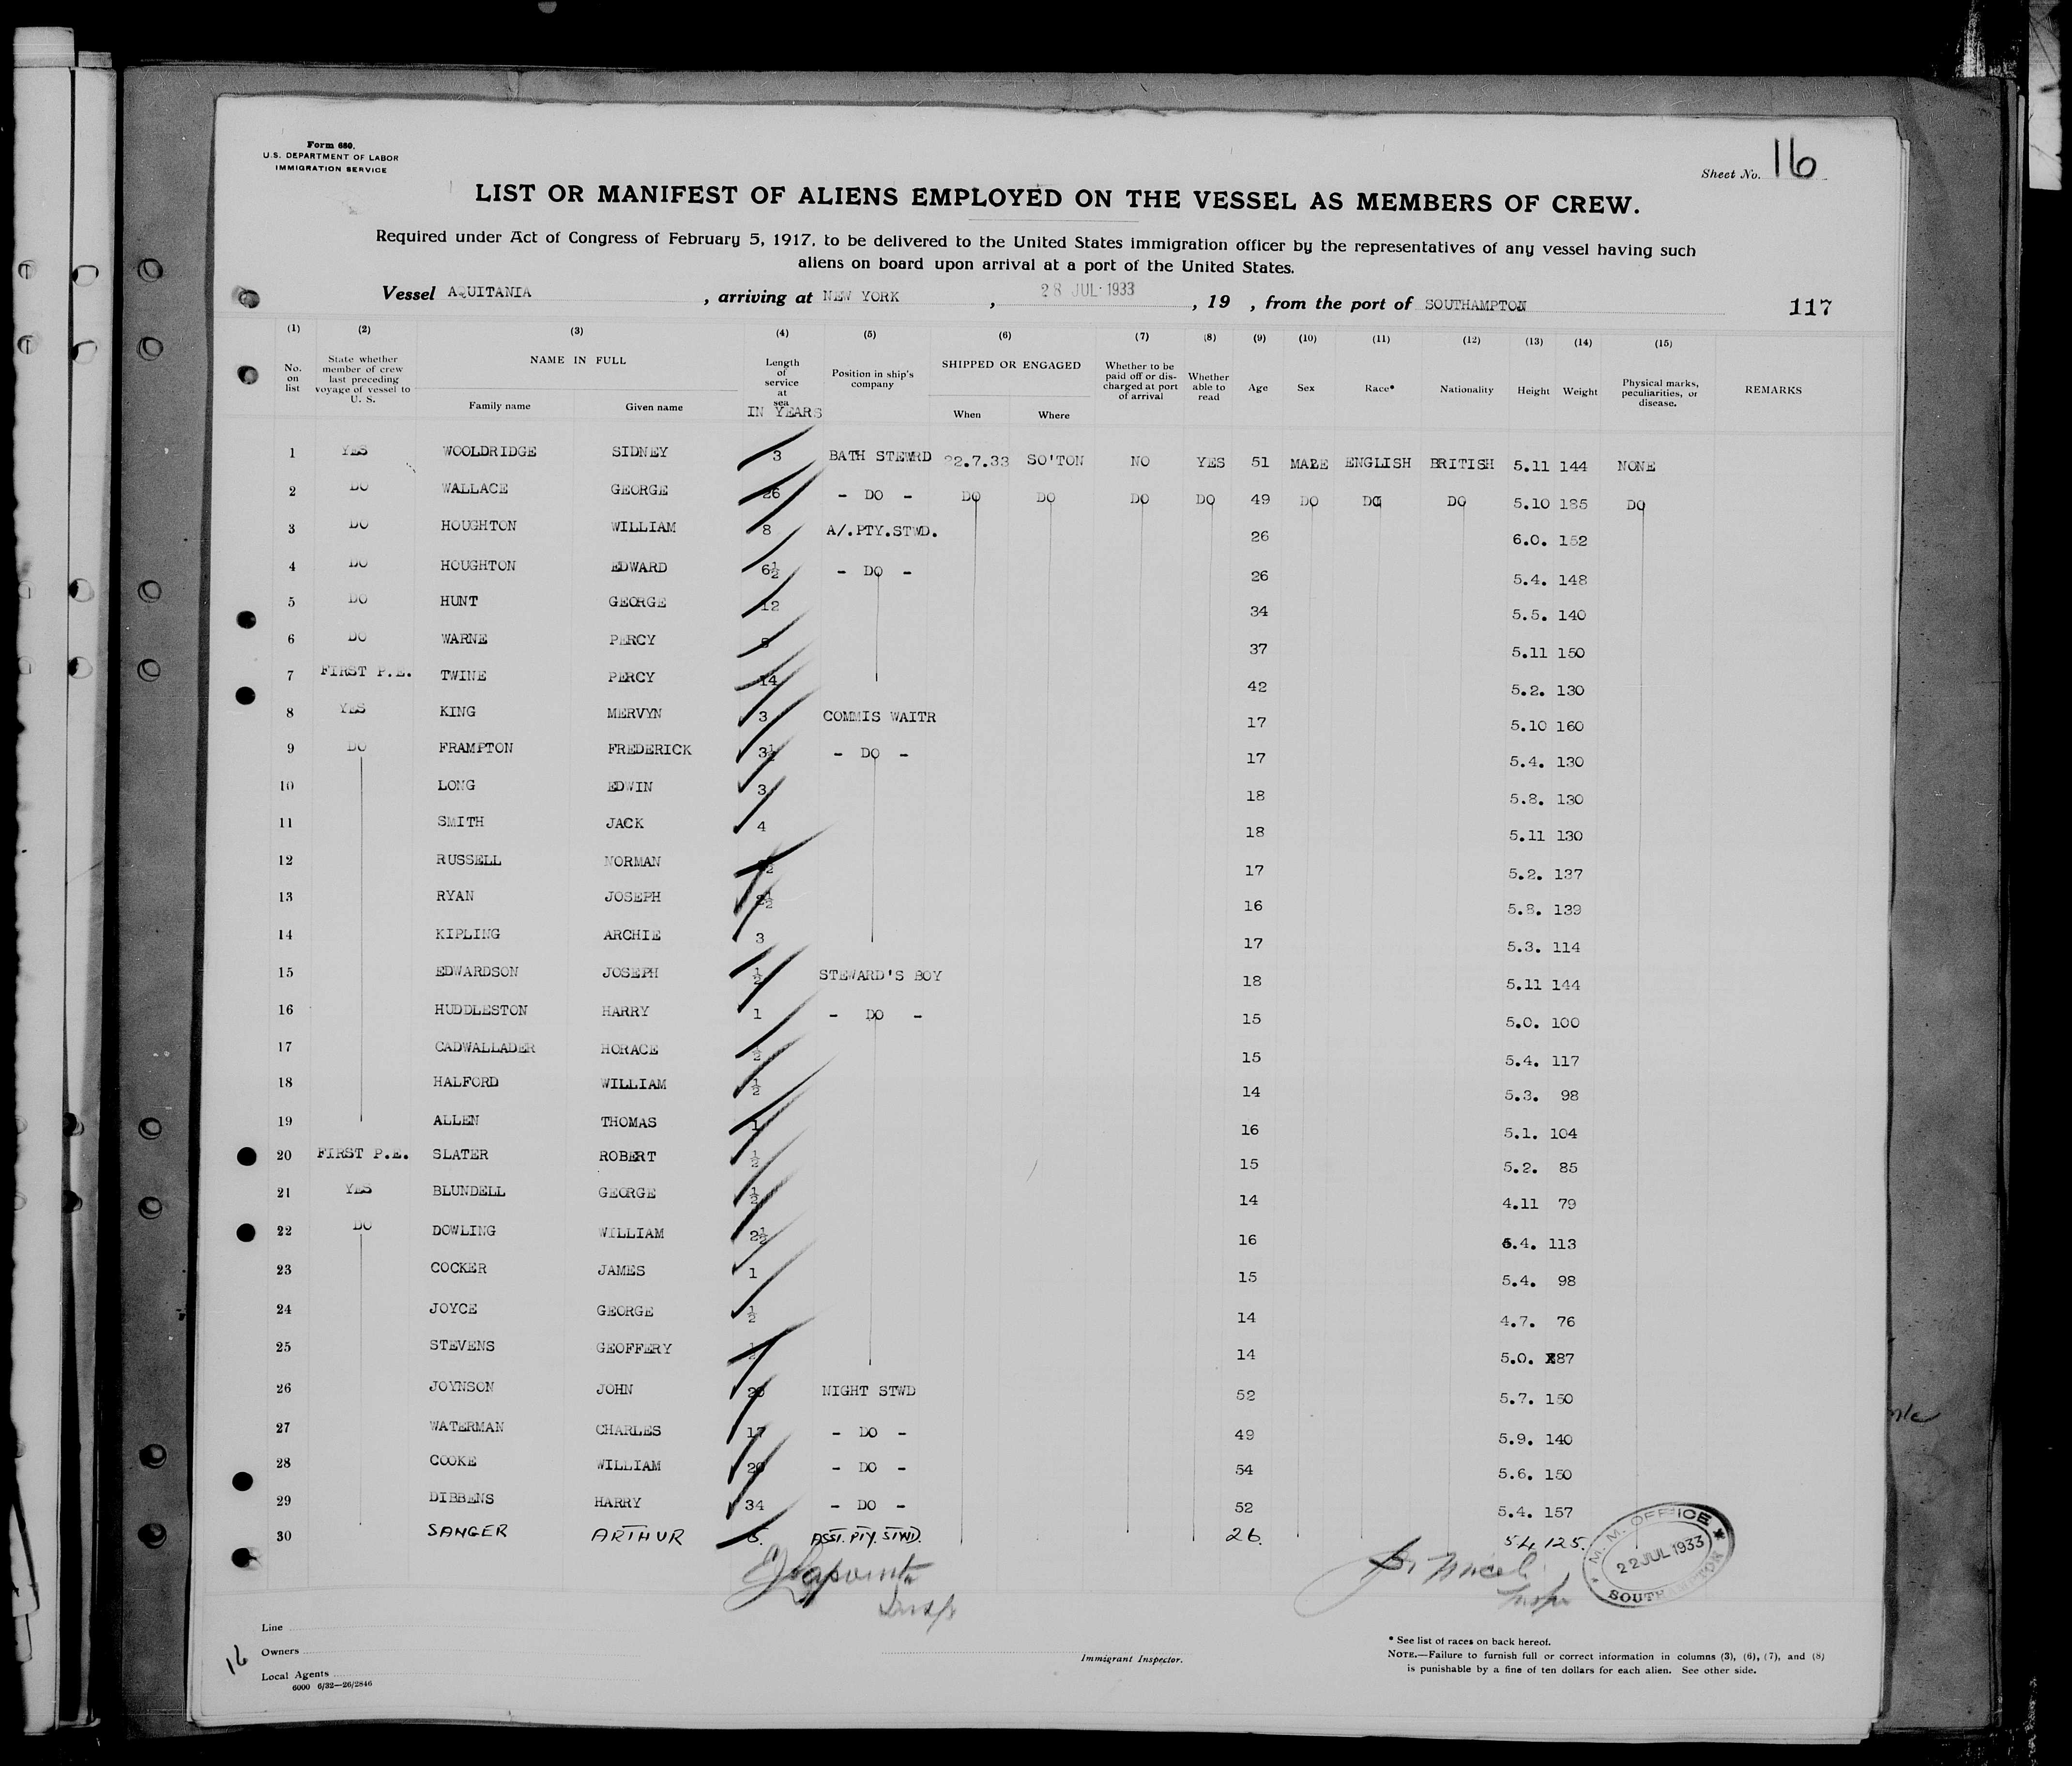 Form 680.
U.S. DEPARTMENT OF LABOR
IMMIGRATION SERVICE
Sheet No. 16
LIST OR MANIFEST OF ALIENS EMPLOYED ON THE VESSEL AS MEMBERS OF CREW.
Required under Act of Congress of February 5, 1917, to be delivered to the United States immigration officer by the representatives of any vessel having such
aliens on board upon arrival at a port of the United States.
Vessel AQUITANIA , arriving at NEW YORK , 28 JUL 1933 , 19 , from the port of SOUTHAMPTON 117
(1) (2) (3) (4) (5) (6) (7) (8) (9) (10) (11) (12) (13) (14) (15)
No. on list State whether member of crew last preceding voyage of vessel to U. S. NAME IN FULL Family name Given name Length of service at sea IN YEARS Position in ship's company SHIPPED OR ENGAGED When Where Whether to be paid off or discharged at port of arrival Whether able to read Age Sex Race* Nationality Height Weight Physical marks, peculiarities, or disease. REMARKS
1 YES WOOLDRIDGE SIDNEY 3 BATH STEWRD 22.7.33 SO'TON NO YES 51 MALE ENGLISH BRITISH 5.11 144 NONE
2 DO WALLACE GEORGE 26 - DO - DO DO DO DO 49 DO DO DO 5.10 185 DO
3 DO HOUGHTON WILLIAM 8 A/.PTY.STWD. 26 6.0. 152
4 DO HOUGHTON EDWARD 6½ - DO - 26 5.4. 148
5 DO HUNT GEORGE 12 34 5.5. 140
6 DO WARNE PERCY 37 5.11 150
7 FIRST P.E. TWINE PERCY 14 42 5.2. 130
8 YES KING MERVYN 3 COMMIS WAITR 17 5.10 160
9 DO FRAMPTON FREDERICK 3½ - DO - 17 5.4. 130
10 LONG EDWIN 3 18 5.8. 130
11 SMITH JACK 4 18 5.11 130
12 RUSSELL NORMAN 17 5.2. 137
13 RYAN JOSEPH 2½ 16 5.8. 139
14 KIPLING ARCHIE 3 17 5.3. 114
15 EDWARDSON JOSEPH ½ STEWARD'S BOY 18 5.11 144
16 HUDDLESTON HARRY 1 - DO - 15 5.0. 100
17 CADWALLADER HORACE ½ 15 5.4. 117
18 HALFORD WILLIAM ½ 14 5.3. 98
19 ALLEN THOMAS 1 16 5.1. 104
20 FIRST P.E. SLATER ROBERT ½ 15 5.2. 85
21 YES BLUNDELL GEORGE ½ 14 4.11 79
22 DO DOWLING WILLIAM 2½ 16 5.4. 113
23 COCKER JAMES 1 15 5.4. 98
24 JOYCE GEORGE ½ 14 4.7. 76
25 STEVENS GEOFFERY 14 5.0. 87
26 JOYNSON JOHN 20 NIGHT STWD 52 5.7. 150
27 WATERMAN CHARLES 17 - DO - 49 5.9. 140
28 COOKE WILLIAM 20 - DO - 54 5.6. 150
29 DIBBENS HARRY 34 - DO - 52 5.4. 157
30 SANGER ARTHUR 5. ASST. PTY. STWD. 26. 5 4 125.
M. M. OFFICE
22 JUL 1933
SOUTHAMPTON
Line
Owners
Local Agents
6000 6/32—26/2846
16
Immigrant Inspector.
* See list of races on back hereof.
NOTE.—Failure to furnish full or correct information in columns (3), (6), (7), and (8)
is punishable by a fine of ten dollars for each alien. See other side.